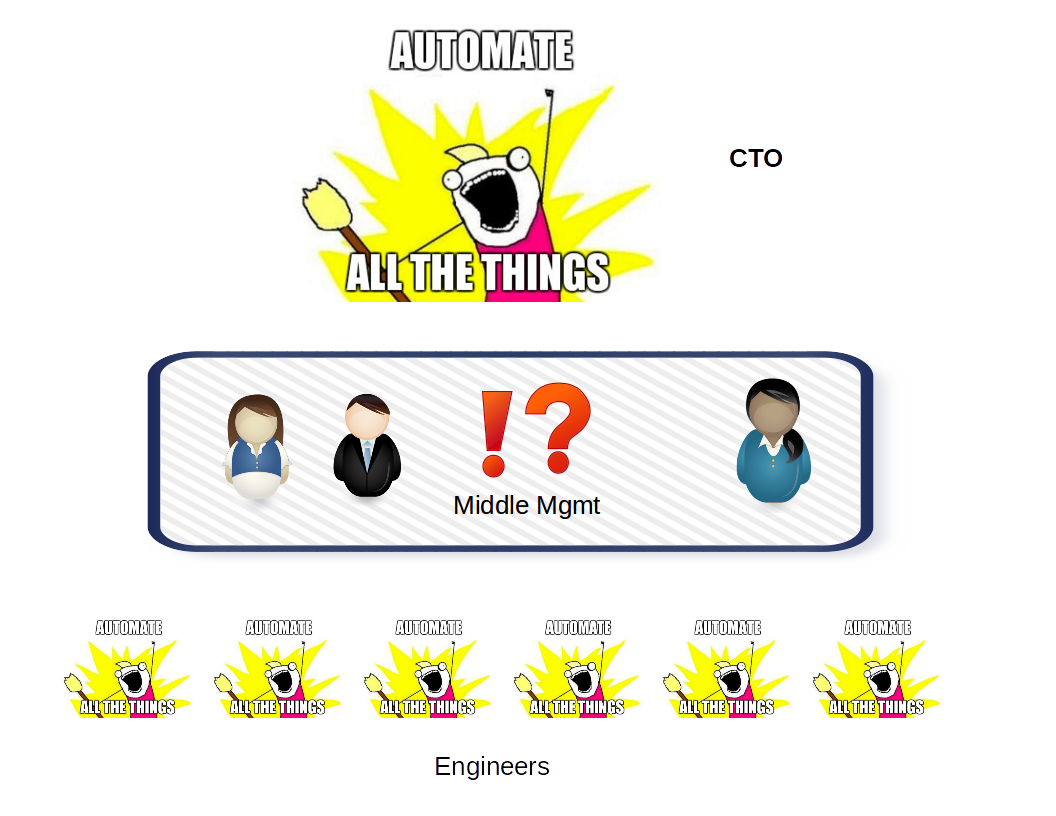 AUTOMATE
ALL THE THINGS
CTO
!?
Middle Mgmt
AUTOMATE AUTOMATE AUTOMATE AUTOMATE AUTOMATE AUTOMATE
ALL THE THINGS ALL THE THINGS ALL THE THINGS ALL THE THINGS ALL THE THINGS ALL THE THINGS
Engineers